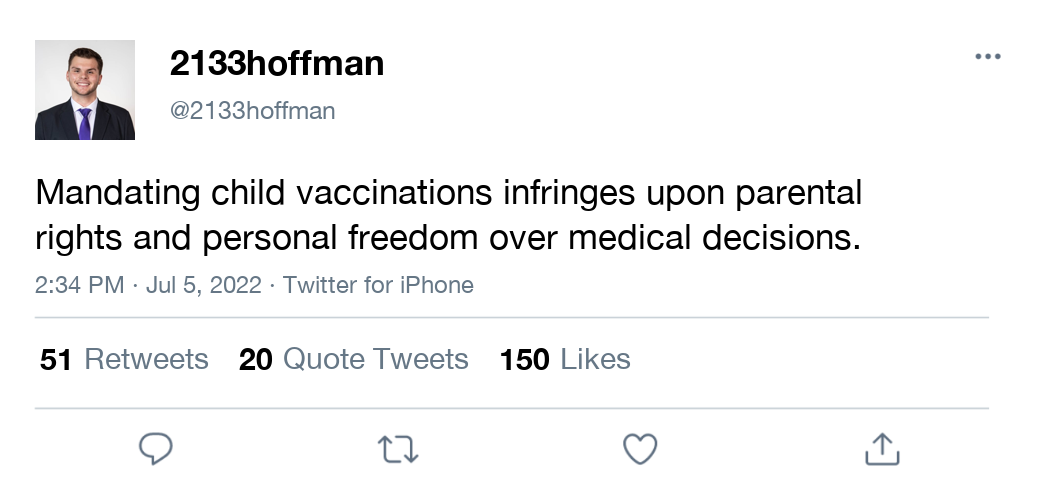 2133hoffman
@2133hoffman
Mandating child vaccinations infringes upon parental
rights and personal freedom over medical decisions.
2:34 PM · Jul 5, 2022 · Twitter for iPhone
51 Retweets 20 Quote Tweets 150 Likes